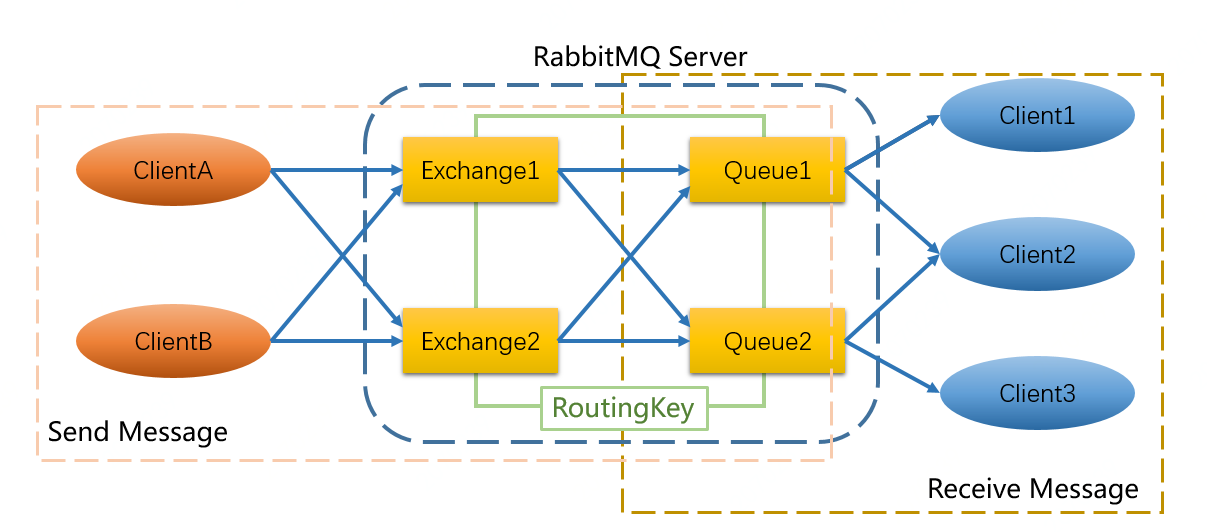 RabbitMQ Server
ClientA
Exchange1
Queue1
Client1
Client2
ClientB
Exchange2
Queue2
Client3
RoutingKey
Send Message
Receive Message